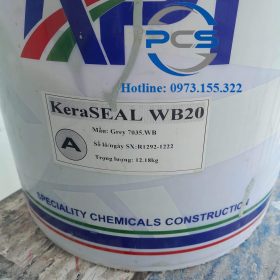 PCS
Hotline: 0973.155.322
KeraSEAL WB20
A
Màu: Grey 7035.WB
Số lô/ngày SX:R1292-1222
Trọng lượng: 12.18kg
SPECIALITY CHEMICALS CONSTRUCTIC